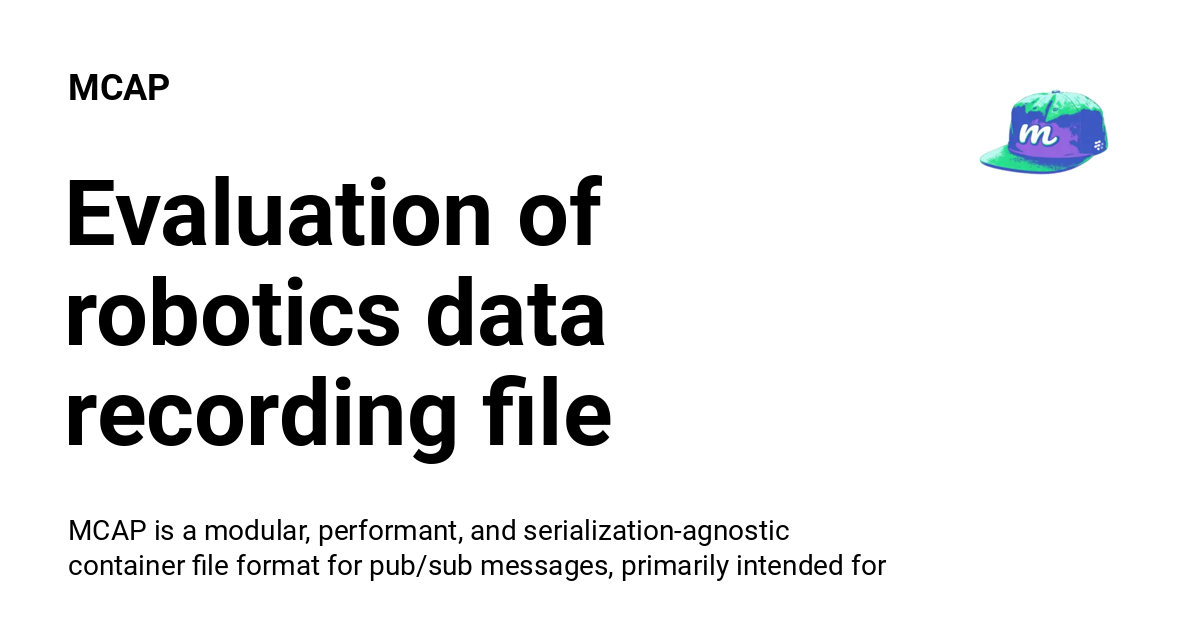 MCAP
m
Evaluation of
robotics data
recording file
MCAP is a modular, performant, and serialization-agnostic
container file format for pub/sub messages, primarily intended for